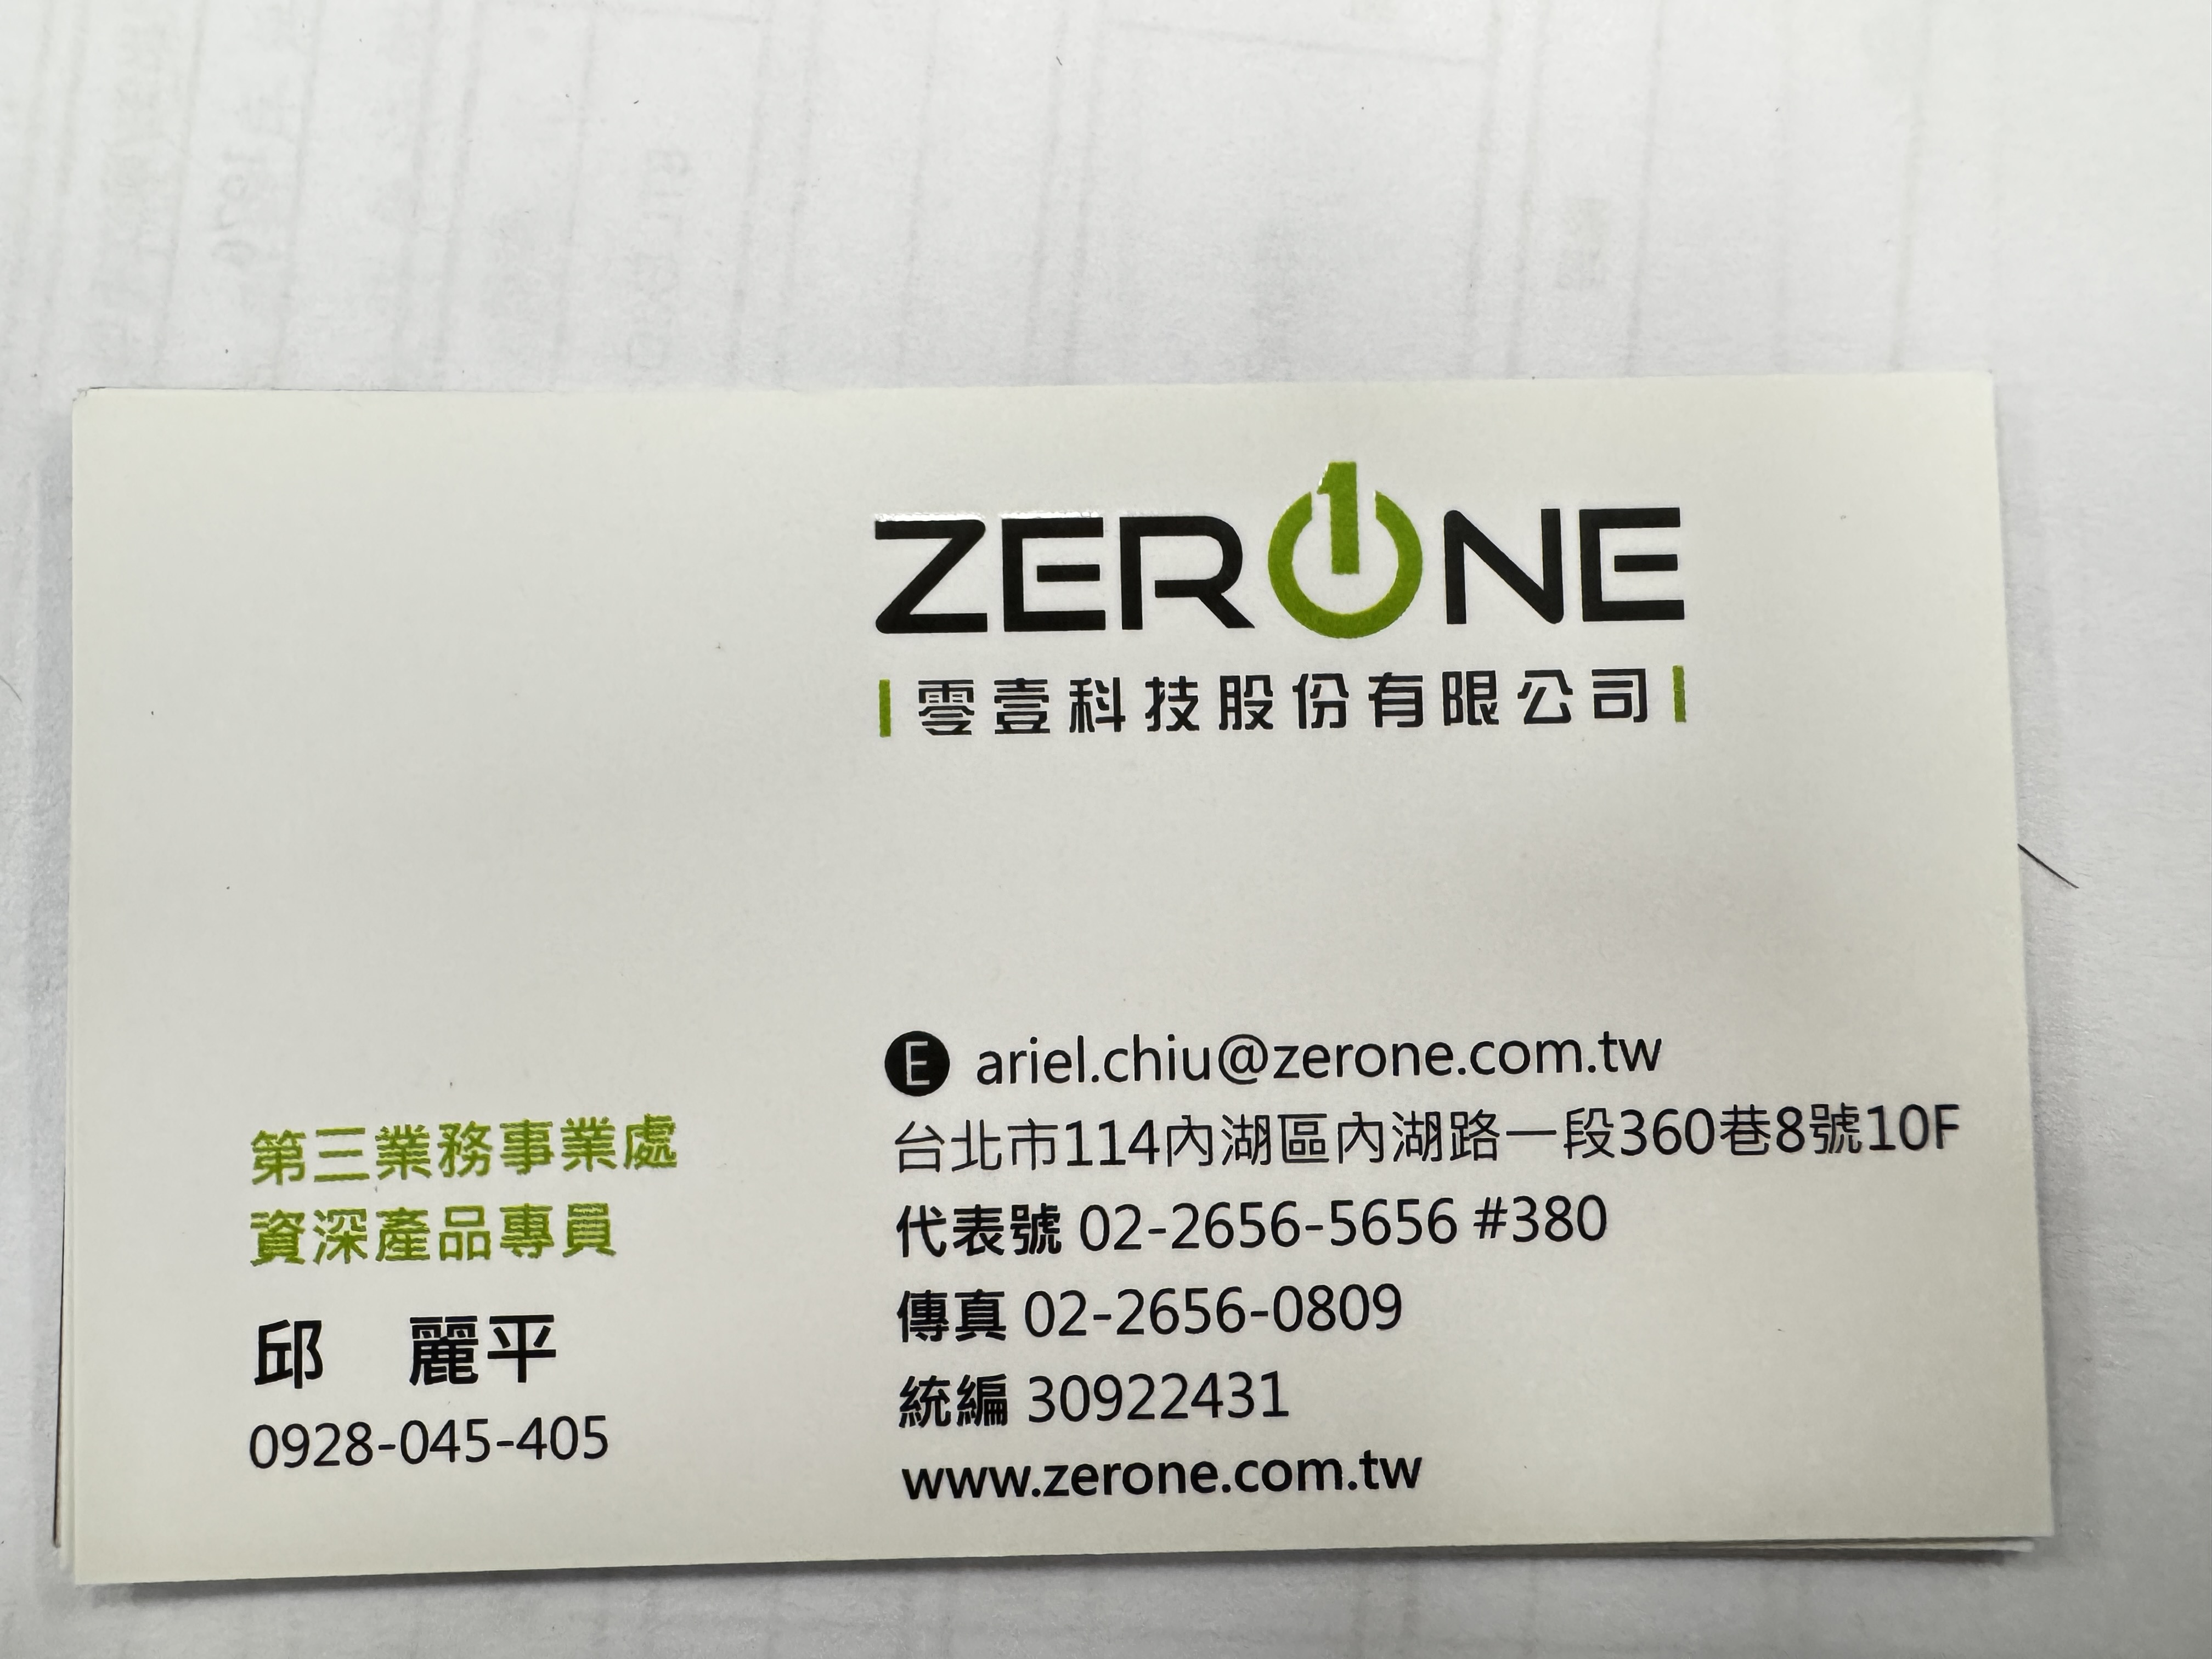 ZERONE
零壹科技股份有限公司
第三業務事業處
資深產品專員
邱 麗平
0928-045-405
E ariel.chiu@zerone.com.tw
台北市114內湖區內湖路一段360巷8號10F
代表號 02-2656-5656 #380
傳真 02-2656-0809
統編 30922431
www.zerone.com.tw